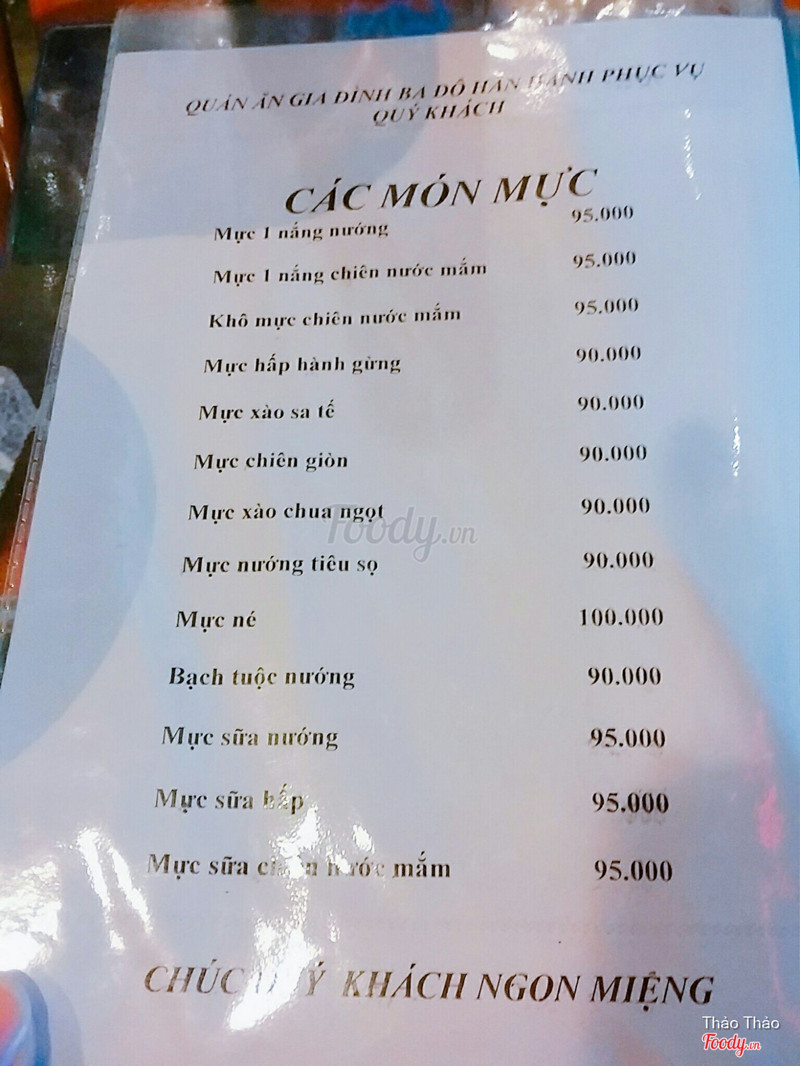 QUÁN ĂN GIA ĐÌNH BA DÔ HÂN HẠNH PHỤC VỤ
QUÝ KHÁCH
CÁC MÓN MỰC
Mực 1 nắng nướng 95.000
Mực 1 nắng chiên nước mắm 95.000
Khô mực chiên nước mắm 95.000
Mực hấp hành gừng 90.000
Mực xào sa tế 90.000
Mực chiên giòn 90.000
Mực xào chua ngọt 90.000
Foody.vn
Mực nướng tiêu sọ 90.000
Mực né 100.000
Bạch tuộc nướng 90.000
Mực sữa nướng 95.000
Mực sữa hấp 95.000
Mực sữa chiên nước mắm 95.000
CHÚC QUÝ KHÁCH NGON MIỆNG
Thảo Thảo
Foody.vn